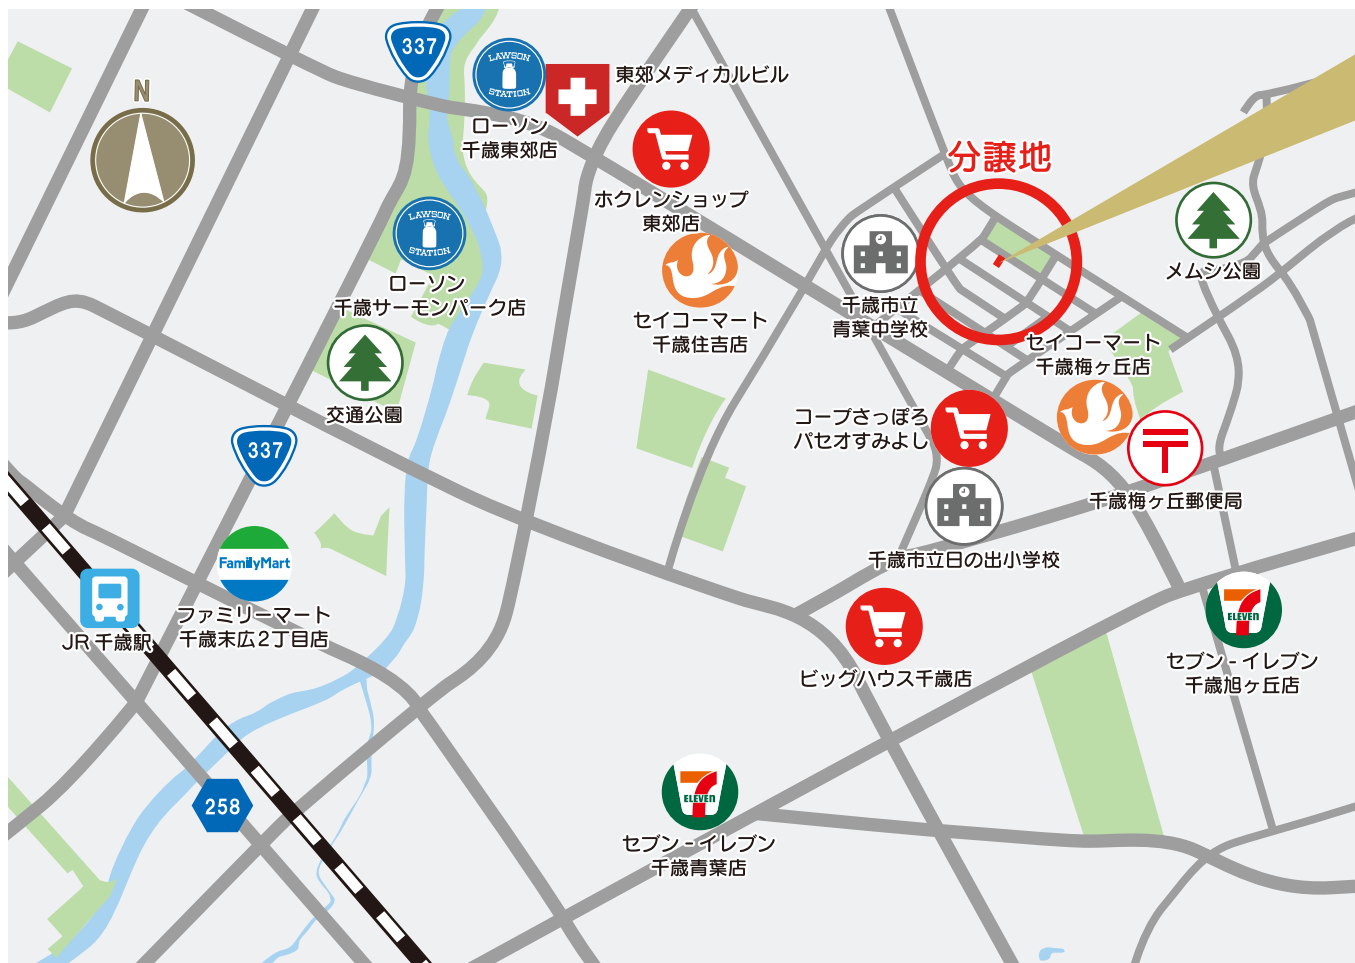 337
N
LAWSON
STATION
東郊メディカルビル
ローソン
千歳東郊店
分譲地
ホクレンショップ
東郊店
LAWSON
STATION
メムシ公園
ローソン
千歳サーモンパーク店
千歳市立
青葉中学校
セイコーマート
千歳住吉店
セイコーマート
千歳梅ヶ丘店
交通公園
コープさっぽろ
パセオすみよし
337
〒
千歳梅ヶ丘郵便局
FamilyMart
千歳市立日の出小学校
ファミリーマート
千歳末広2丁目店
JR 千歳駅
7
ELEVEN
セブン - イレブン
千歳旭ヶ丘店
ビッグハウス千歳店
258
7
ELEVEN
セブン - イレブン
千歳青葉店